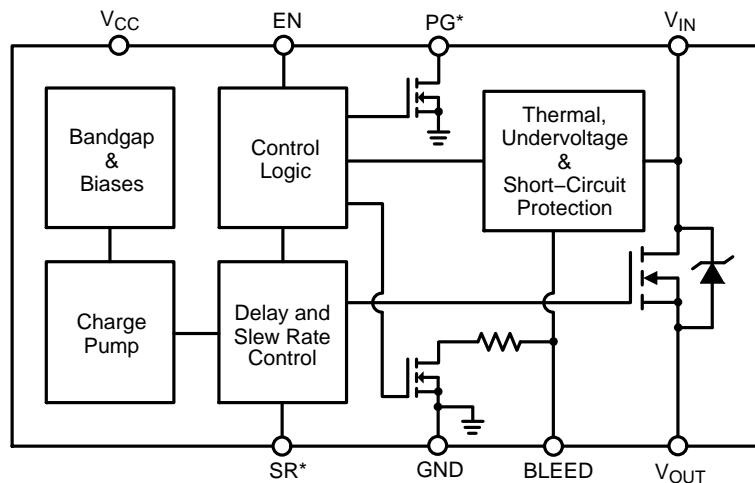 VCC
EN
PG*
VIN
Bandgap
&
Biases
Control
Logic
Thermal,
Undervoltage
&
Short−Circuit
Protection
Charge
Pump
Delay and
Slew Rate
Control
SR*
GND
BLEED
VOUT